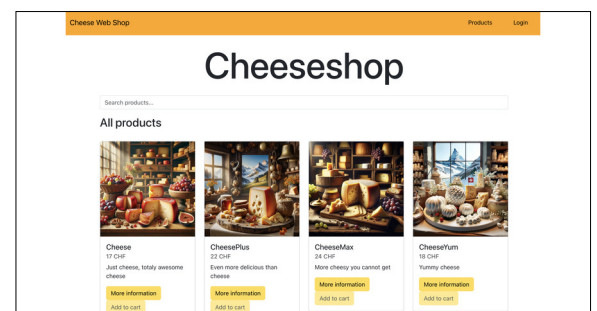 Cheese Web Shop Products Login
Cheeseshop
Search products...
All products
Cheese
17 CHF
Just cheese, totaly awesome
cheese
More information
Add to cart
CheesePlus
22 CHF
Even more delicious than
cheese
More information
Add to cart
CheeseMax
24 CHF
More cheesy you cannot get
More information
Add to cart
CheeseYum
18 CHF
Yummy cheese
More information
Add to cart